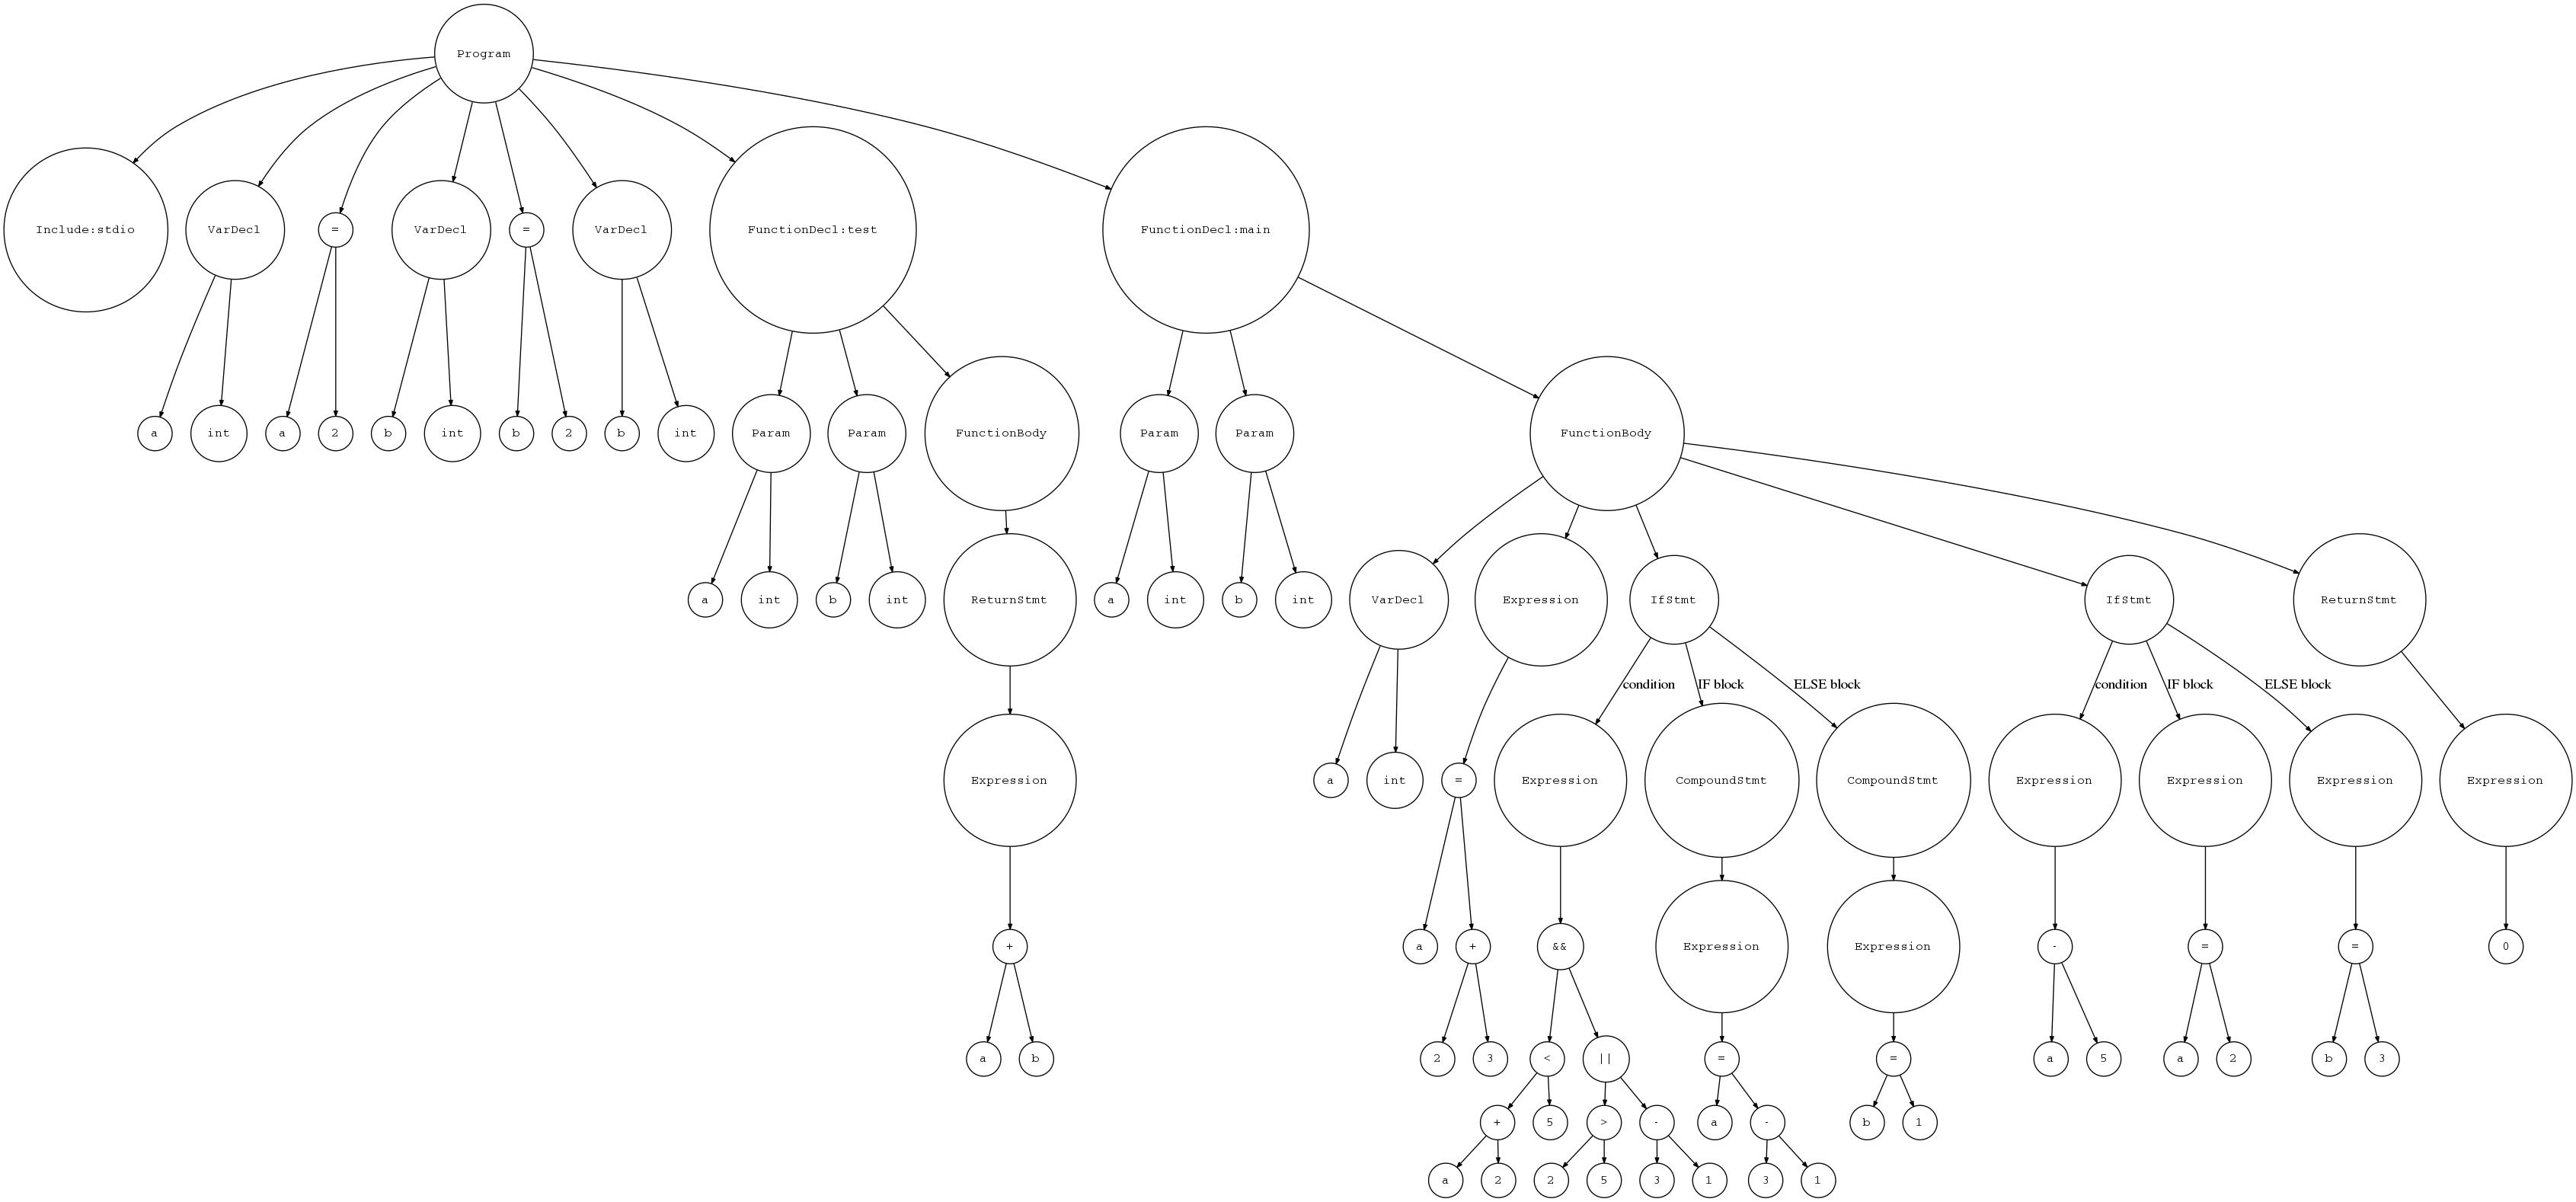 Program
Include:stdio VarDecl = VarDecl = VarDecl FunctionDecl:test FunctionDecl:main
a int a 2 b int b 2 b int Param Param FunctionBody Param Param FunctionBody
a int b int ReturnStmt a int b int VarDecl Expression IfStmt IfStmt ReturnStmt
condition IF block ELSE block condition IF block ELSE block
Expression a int = Expression CompoundStmt CompoundStmt Expression Expression Expression Expression
+ a + && Expression Expression - = = 0
a b 2 3 < || = = a 5 a 2 b 3
+ 5 > - a - b 1
a 2 2 5 3 1 3 1